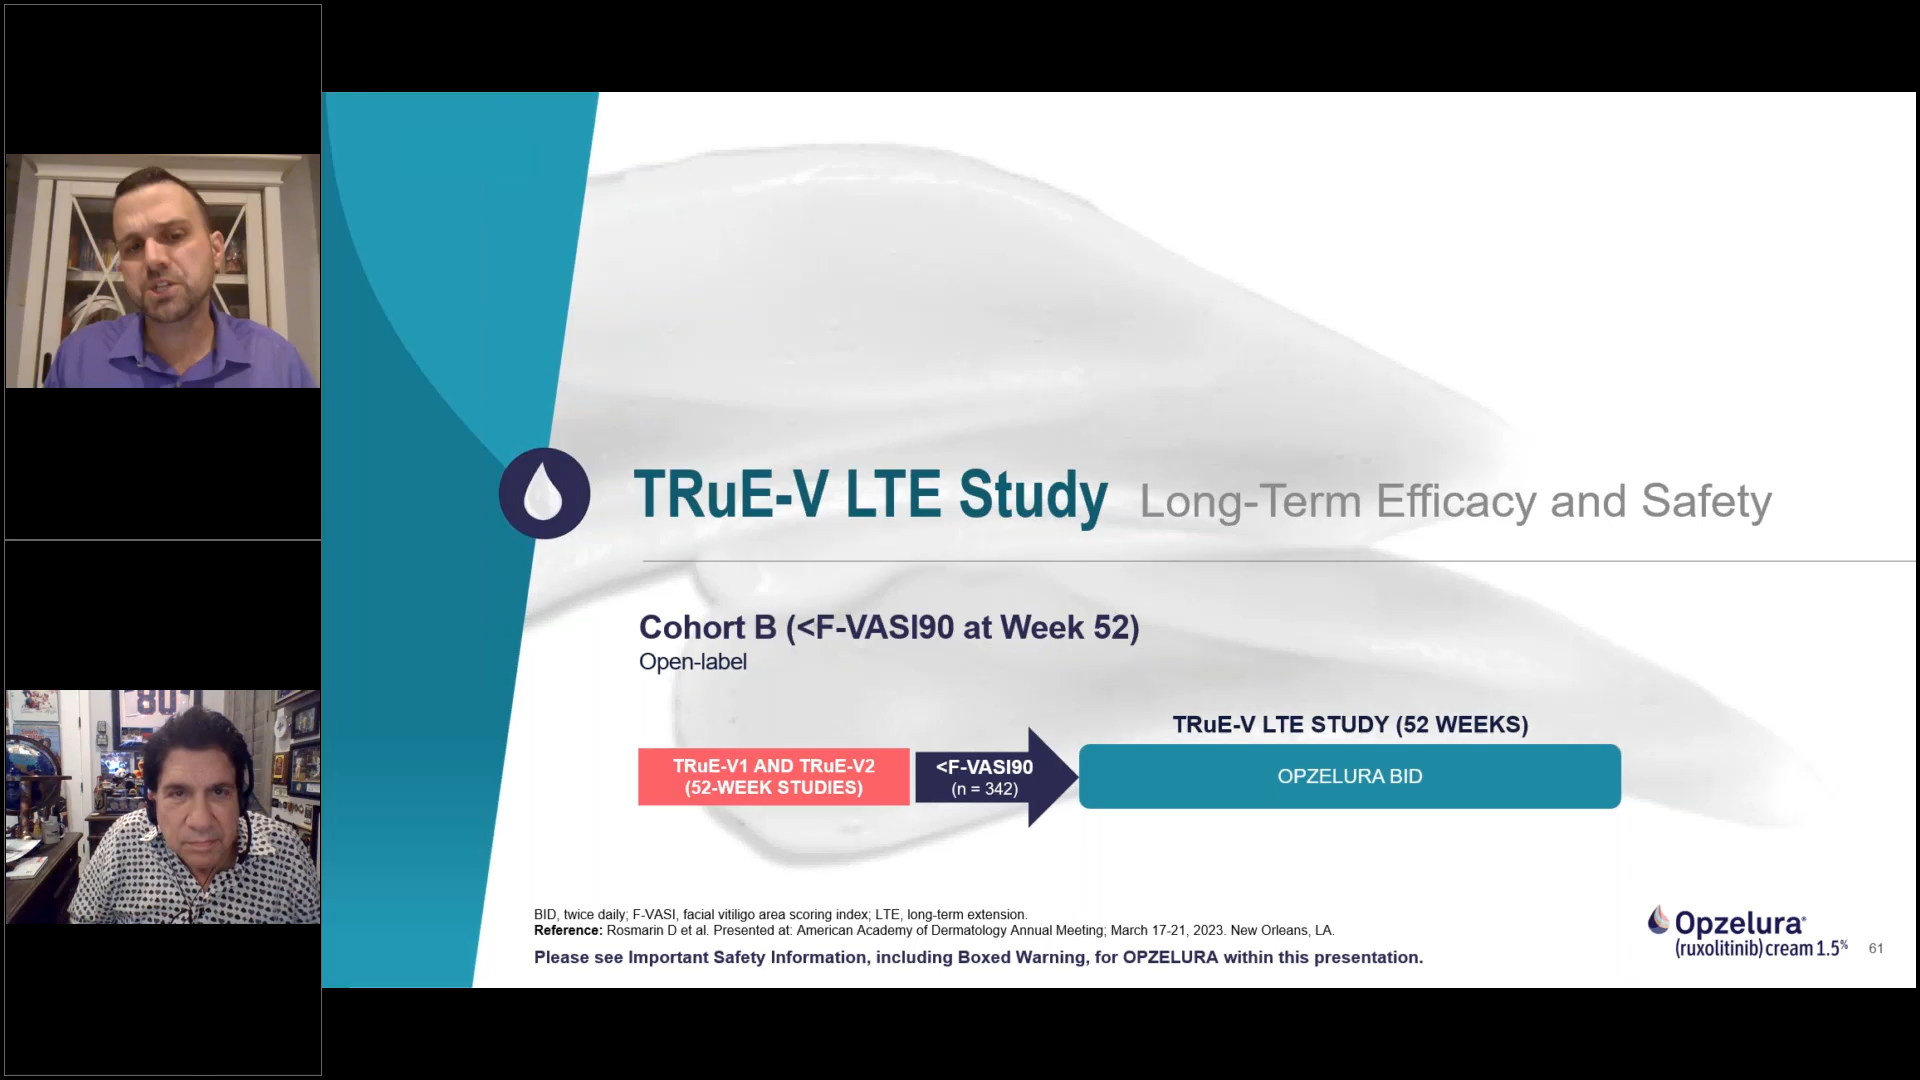 TRuE-V LTE Study Long-Term Efficacy and Safety
Cohort B (<F-VASI90 at Week 52)
Open-label
TRuE-V LTE STUDY (52 WEEKS)
TRuE-V1 AND TRuE-V2
(52-WEEK STUDIES)
<F-VASI90
(n = 342)
OPZELURA BID
BID, twice daily; F-VASI, facial vitiligo area scoring index; LTE, long-term extension.
Reference: Rosmarin D et al. Presented at: American Academy of Dermatology Annual Meeting; March 17-21, 2023. New Orleans, LA.
Please see Important Safety Information, including Boxed Warning, for OPZELURA within this presentation.
Opzelura®
(ruxolitinib) cream 1.5%
61
80